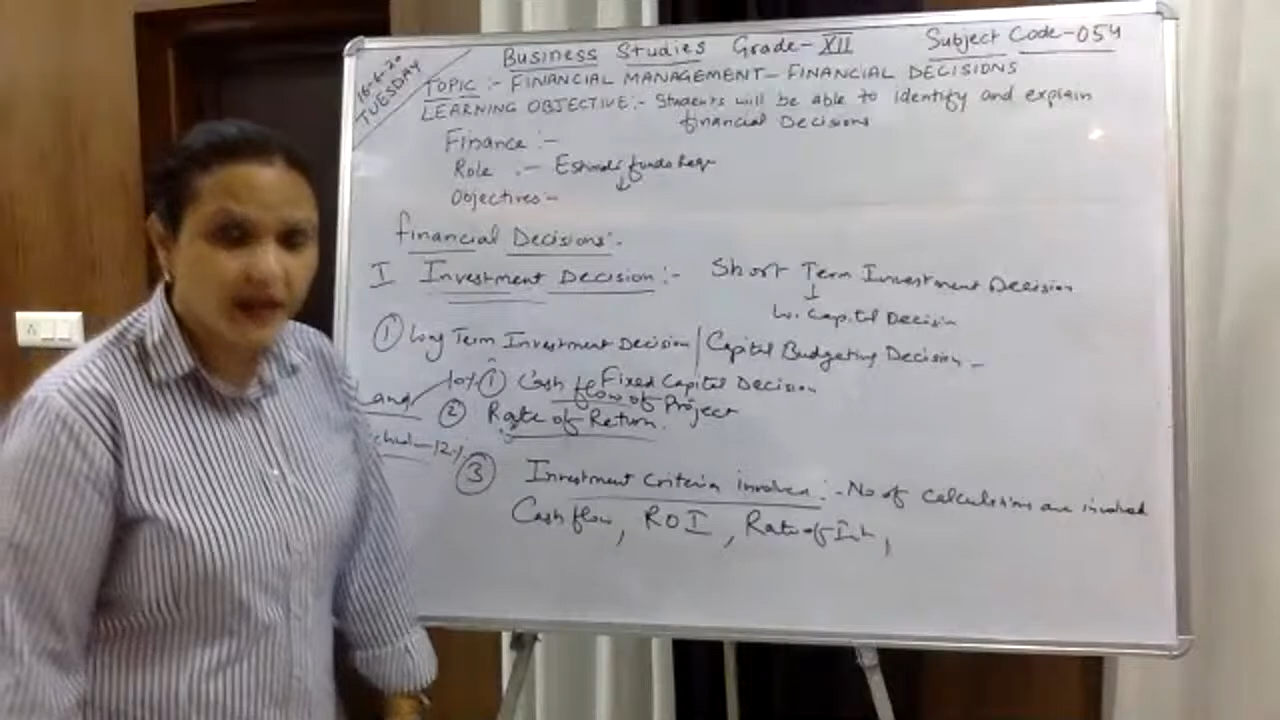 16-6-20
TUESDAY
Business Studies Grade-XII Subject Code-054
TOPIC :- FINANCIAL MANAGEMENT- FINANCIAL DECISIONS
LEARNING OBJECTIVE:- Students will be able to identify and explain
financial Decisions
Finance :-
Role :- funds
Objectives:-
financial Decisions:-
I Investment Decision:- Short Term Investment Decision
W. Capital Decision
① Long Term Investment Decision/Capital Budgeting Decision-
Fixed Capital Decision
10% ① Cash flow of Project
② Rate of Return.
12%
③ Investment Criteria involved:- No of calculations are involved
Cash flow, ROI, Rate of Int,